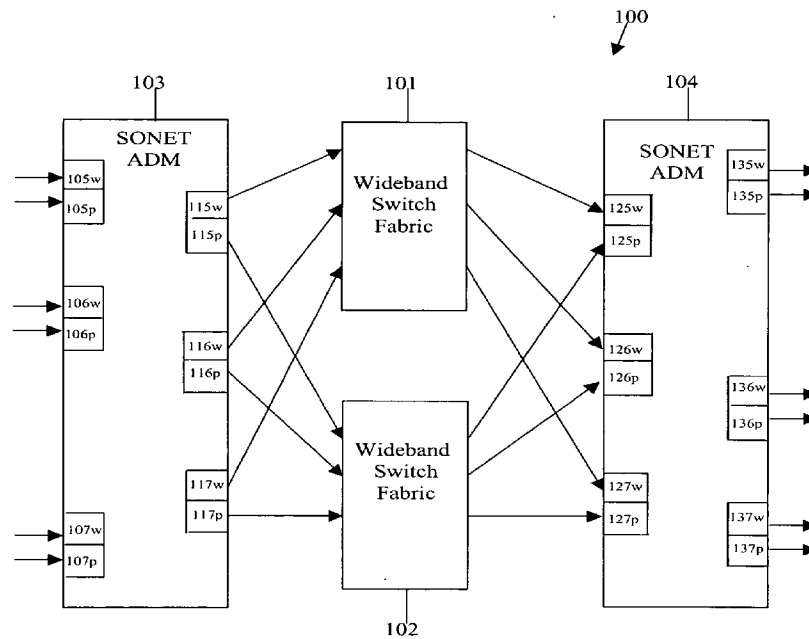 100
103
101
104
SONET
ADM
105w
105p
106w
106p
107w
107p
115w
115p
116w
116p
117w
117p
Wideband
Switch
Fabric
Wideband
Switch
Fabric
102
SONET
ADM
125w
125p
126w
126p
127w
127p
135w
135p
136w
136p
137w
137p